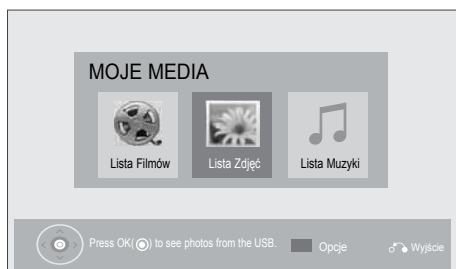 MOJE MEDIA
Lista Filmów
Lista Zdjęć
Lista Muzyki
Press OK(◉) to see photos from the USB.
Opcje
Wyjście